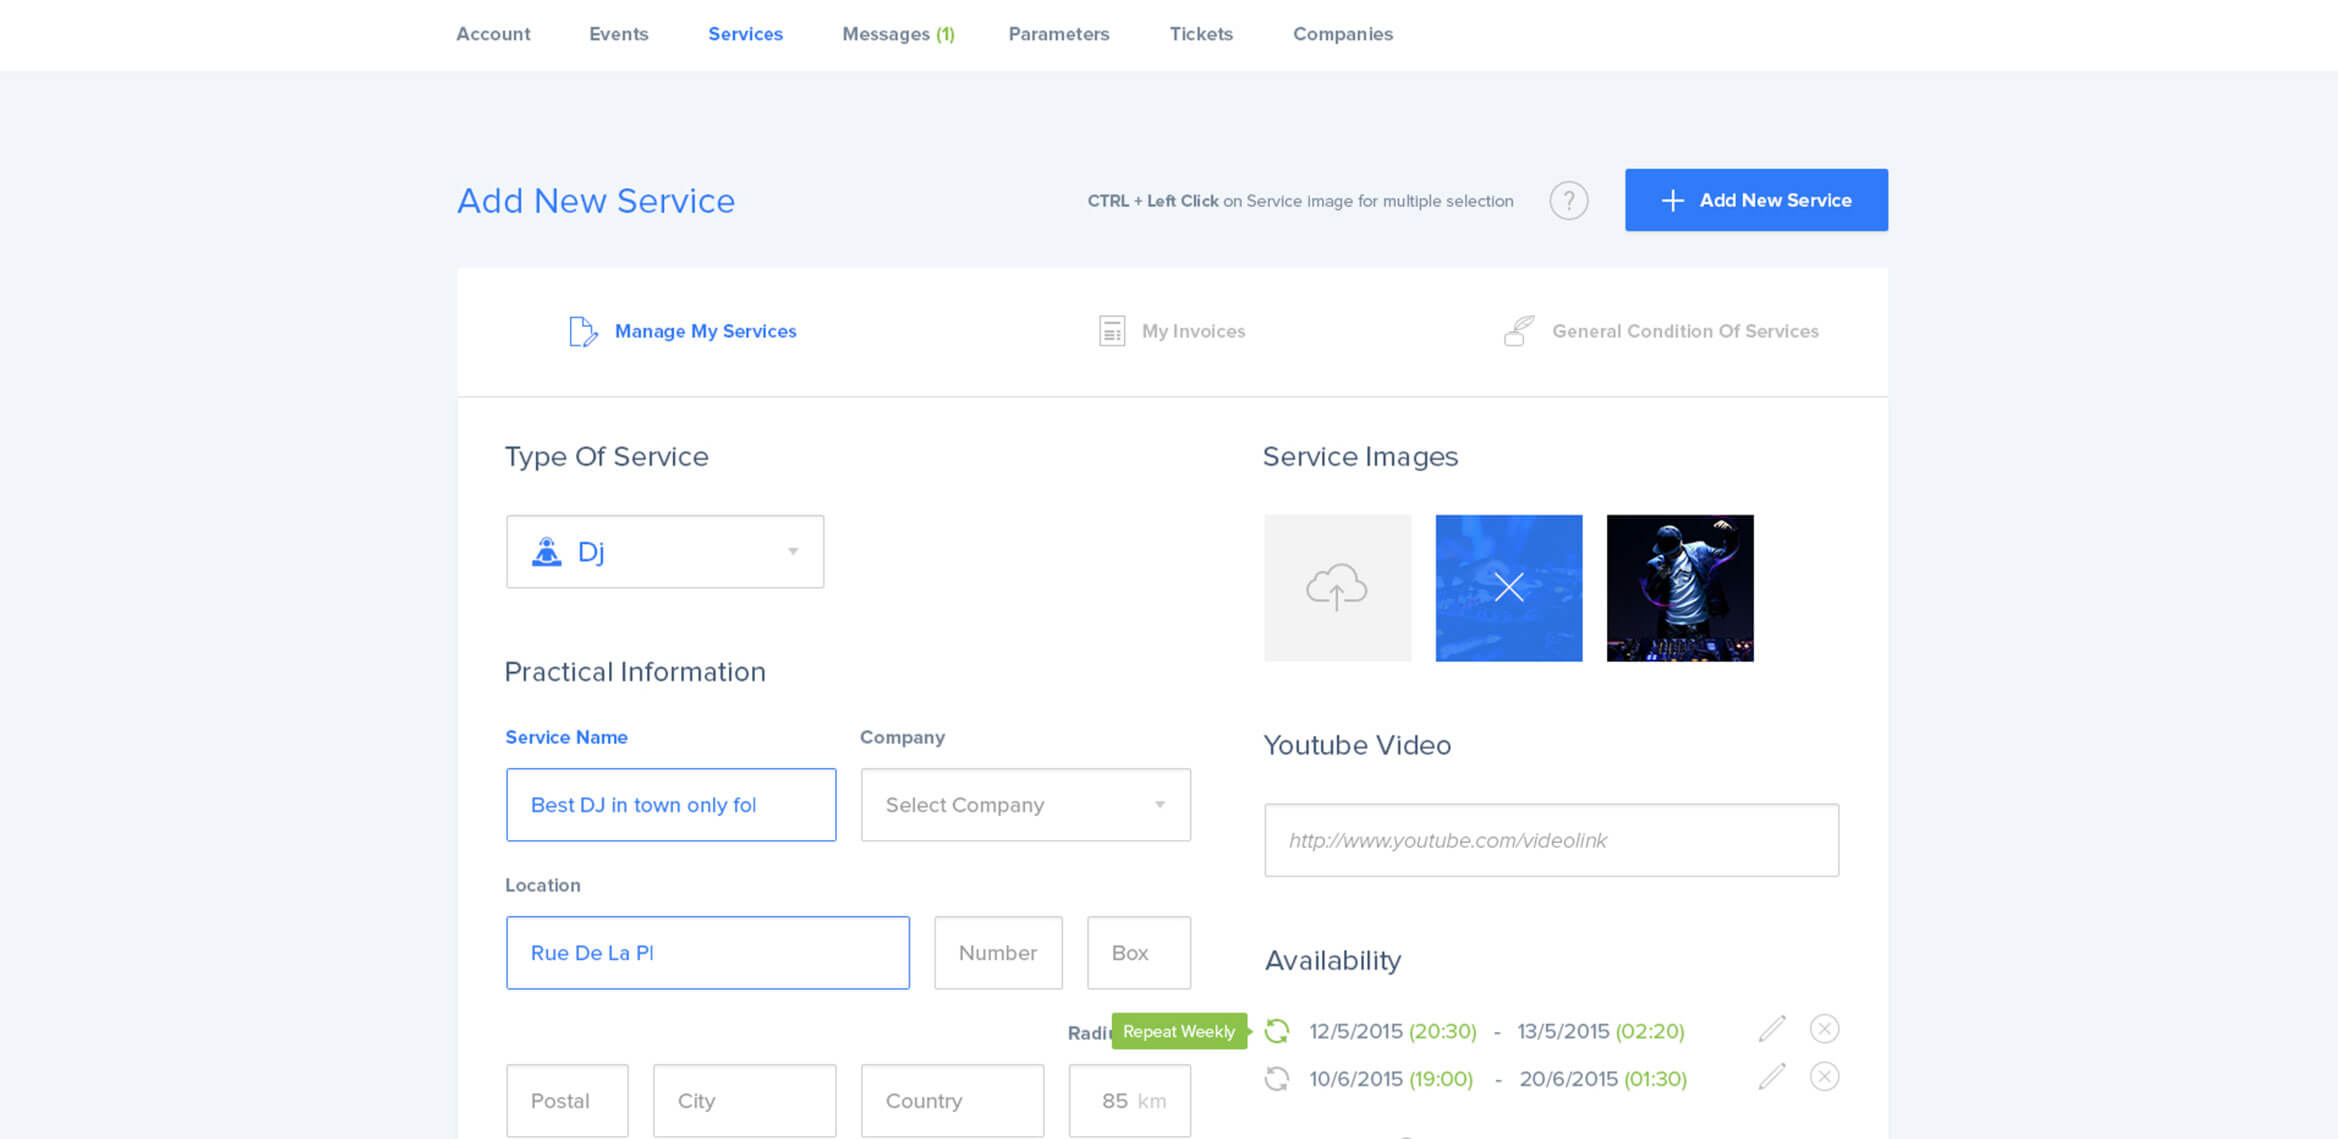 Account Events Services Messages (1) Parameters Tickets Companies
Add New Service
CTRL + Left Click on Service image for multiple selection
?
Add New Service
Manage My Services
My Invoices
General Condition Of Services
Type Of Service
Dj
Practical Information
Service Name
Company
Best DJ in town only fo
Select Company
Location
Rue De La P
Number
Box
Postal
City
Country
85 km
Service Images
Youtube Video
http://www.youtube.com/videolink
Availability
Repeat Weekly
12/5/2015 (20:30) - 13/5/2015 (02:20)
10/6/2015 (19:00) - 20/6/2015 (01:30)